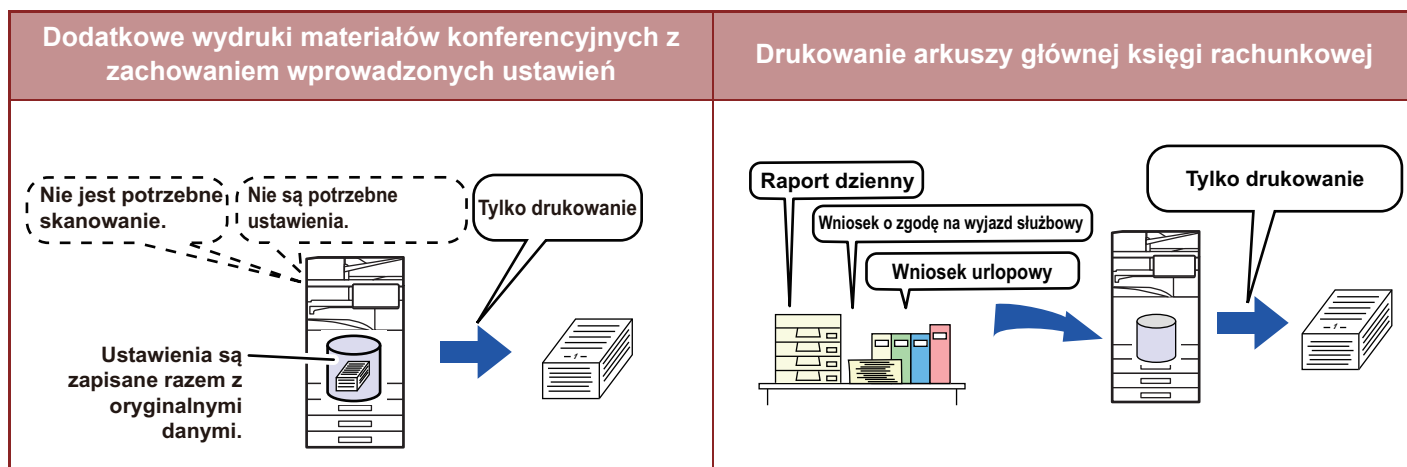 Dodatkowe wydruki materiałów konferencyjnych z
zachowaniem wprowadzonych ustawień
Nie jest potrzebne
skanowanie.
Nie są potrzebne
ustawienia.
Tylko drukowanie
Ustawienia są
zapisane razem z
oryginalnymi
danymi.
–1–
Drukowanie arkuszy głównej księgi rachunkowej
Raport dzienny
Wniosek o zgodę na wyjazd służbowy
Wniosek urlopowy
Tylko drukowanie
–1–